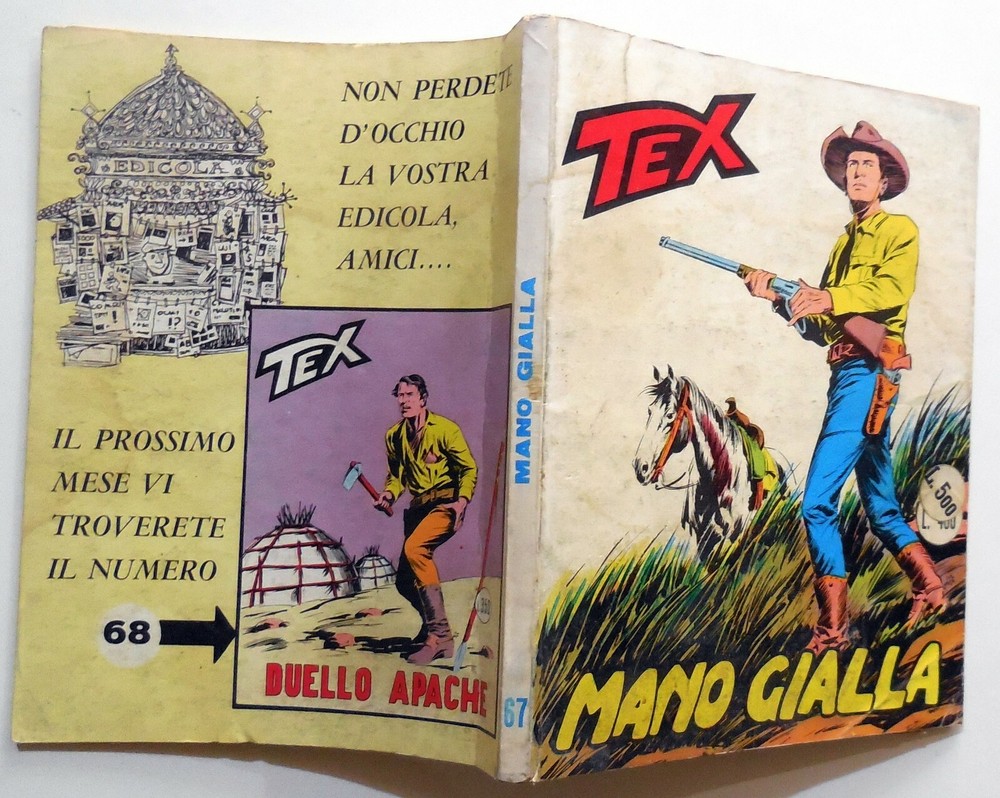 NON PERDETE
D'OCCHIO
LA VOSTRA
EDICOLA,
AMICI....
EDICOLA
TEX
IL PROSSIMO
MESE VI
TROVERETE
IL NUMERO
68
DUELLO APACHE
MANO GIALLA
67
TEX
L. 500
L. 400
MANO GIALLA